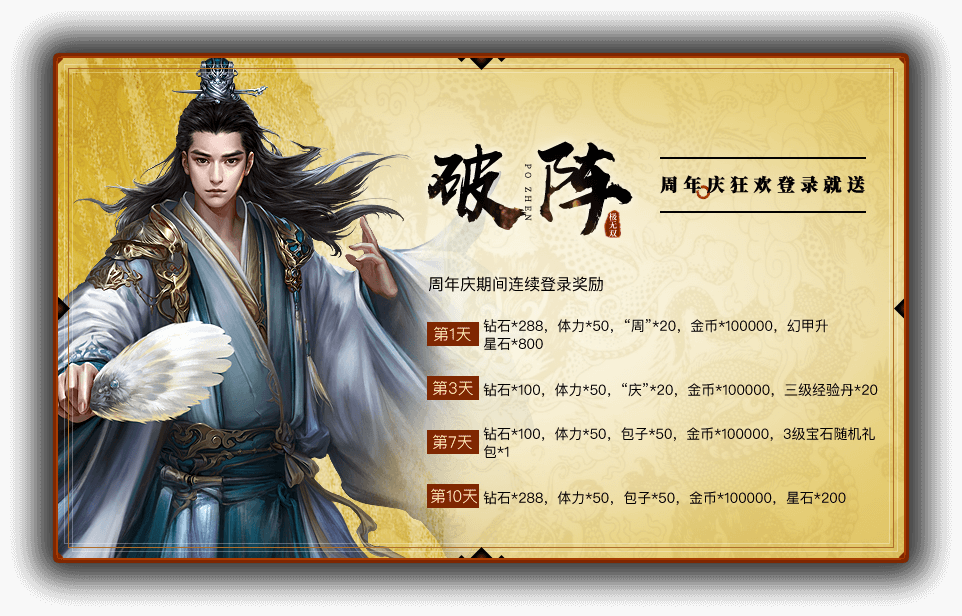 破阵
PO ZHEN
极无双
周年庆狂欢登录就送
周年庆期间连续登录奖励
第1天
钻石*288，体力*50，“周”*20，金币*100000，幻甲升
星石*800
第3天
钻石*100，体力*50，“庆”*20，金币*100000，三级经验丹*20
第7天
钻石*100，体力*50，包子*50，金币*100000，3级宝石随机礼
包*1
第10天
钻石*288，体力*50，包子*50，金币*100000，星石*200